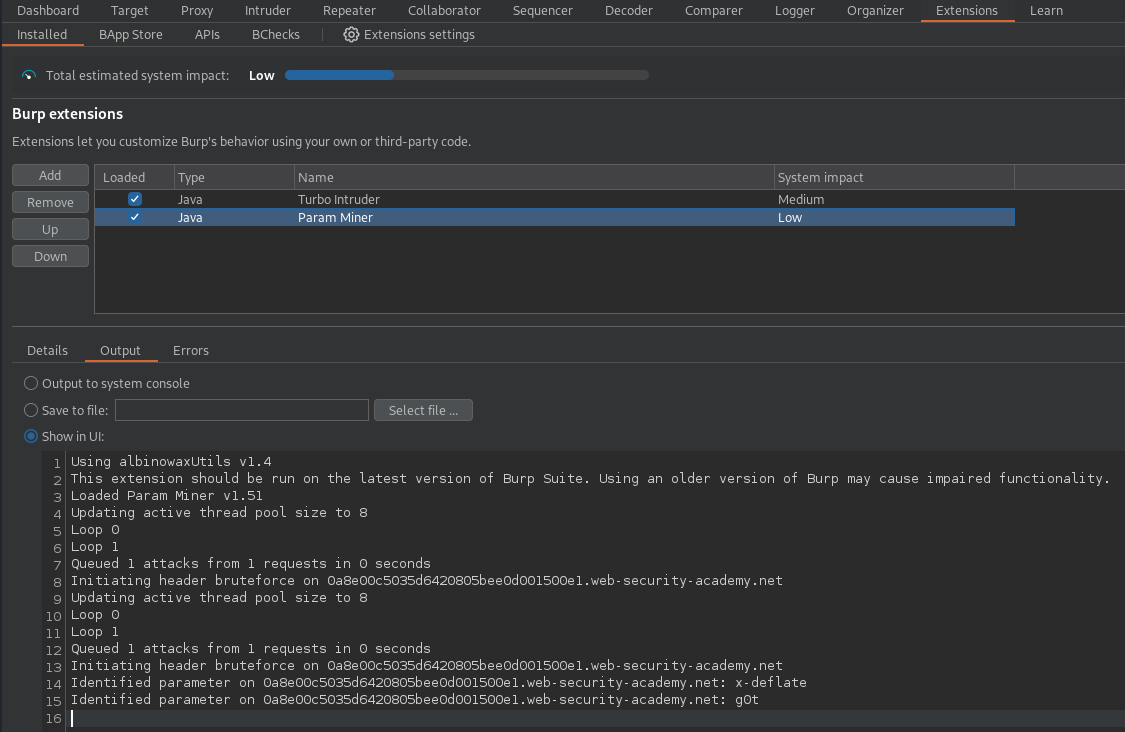 Dashboard Target Proxy Intruder Repeater Collaborator Sequencer Decoder Comparer Logger Organizer Extensions Learn
Installed BApp Store APIs BChecks Extensions settings
Total estimated system impact: Low
Burp extensions
Extensions let you customize Burp's behavior using your own or third-party code.
Add
Remove
Up
Down
Loaded Type Name System impact
Java Turbo Intruder Medium
Java Param Miner Low
Details Output Errors
Output to system console
Save to file: Select file ...
Show in UI:
1 Using albinowaxUtils v1.4
2 This extension should be run on the latest version of Burp Suite. Using an older version of Burp may cause impaired functionality.
3 Loaded Param Miner v1.51
4 Updating active thread pool size to 8
5 Loop 0
6 Loop 1
7 Queued 1 attacks from 1 requests in 0 seconds
8 Initiating header bruteforce on 0a8e00c5035d6420805bee0d001500e1.web-security-academy.net
9 Updating active thread pool size to 8
10 Loop 0
11 Loop 1
12 Queued 1 attacks from 1 requests in 0 seconds
13 Initiating header bruteforce on 0a8e00c5035d6420805bee0d001500e1.web-security-academy.net
14 Identified parameter on 0a8e00c5035d6420805bee0d001500e1.web-security-academy.net: x-deflate
15 Identified parameter on 0a8e00c5035d6420805bee0d001500e1.web-security-academy.net: g0t
16